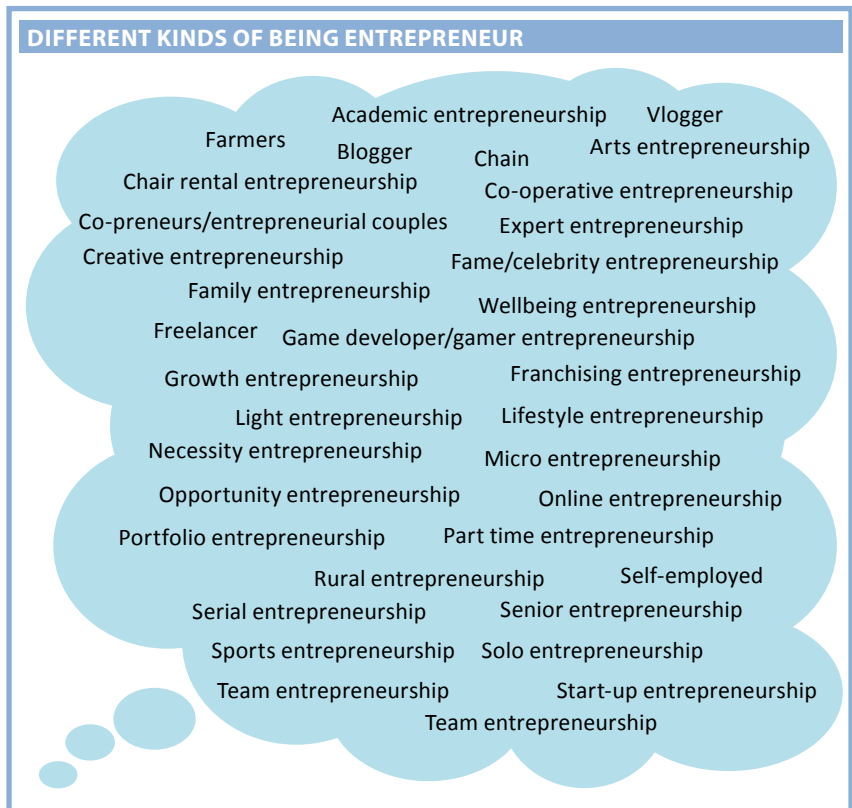 DIFFERENT KINDS OF BEING ENTREPRENEUR
Academic entrepreneurship
Vlogger
Farmers
Blogger
Chain
Arts entrepreneurship
Chair rental entrepreneurship
Co-operative entrepreneurship
Co-preneurs/entrepreneurial couples
Expert entrepreneurship
Creative entrepreneurship
Fame/celebrity entrepreneurship
Family entrepreneurship
Wellbeing entrepreneurship
Freelancer
Game developer/gamer entrepreneurship
Growth entrepreneurship
Franchising entrepreneurship
Light entrepreneurship
Lifestyle entrepreneurship
Necessity entrepreneurship
Micro entrepreneurship
Opportunity entrepreneurship
Online entrepreneurship
Portfolio entrepreneurship
Part time entrepreneurship
Rural entrepreneurship
Self-employed
Serial entrepreneurship
Senior entrepreneurship
Sports entrepreneurship
Solo entrepreneurship
Team entrepreneurship
Start-up entrepreneurship
Team entrepreneurship